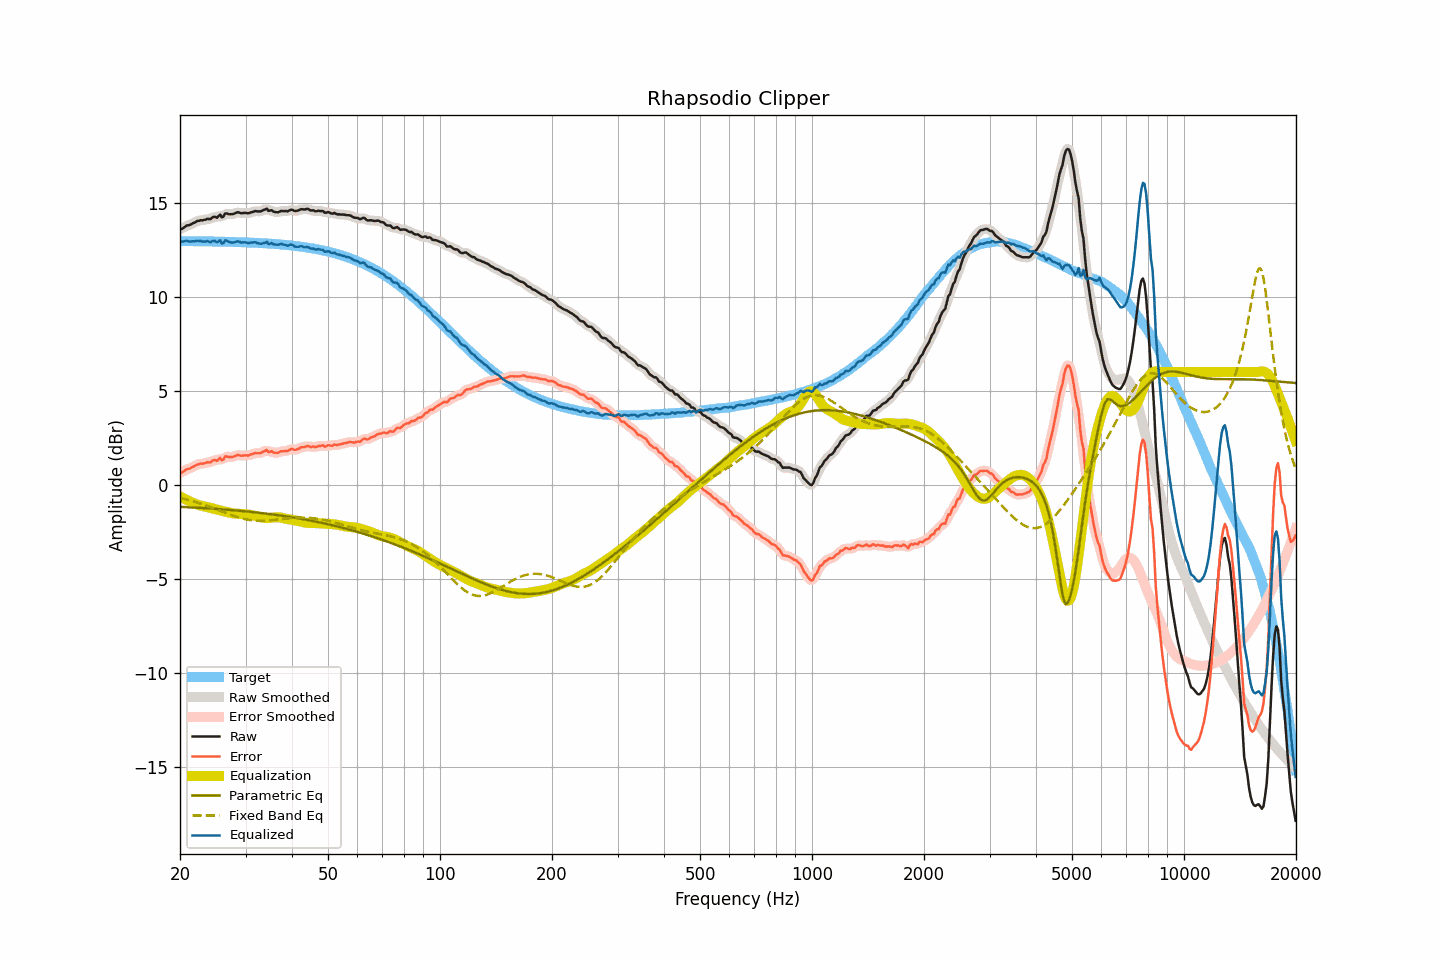 Rhapsodio Clipper
15
10
5
0
−5
−10
−15
Amplitude (dBr)
Target
Raw Smoothed
Error Smoothed
Raw
Error
Equalization
Parametric Eq
Fixed Band Eq
Equalized
20 50 100 200 500 1000 2000 5000 10000 20000
Frequency (Hz)